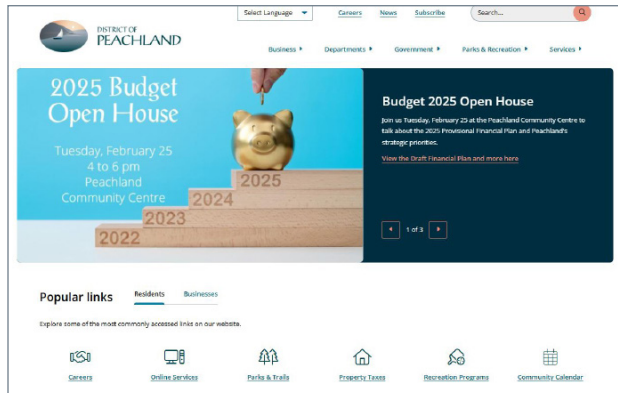 Select Language
Careers
News
Subscribe
Search...
DISTRICT OF
PEACHLAND
Business
Departments
Government
Parks & Recreation
Services
2025 Budget
Open House
Tuesday, February 25
4 to 6 pm
Peachland
Community Centre
2025
2024
2023
2022
Budget 2025 Open House
Join us Tuesday, February 25 at the Peachland Community Centre to
talk about the 2025 Provisional Financial Plan and Peachland's
strategic priorities.
View the Draft Financial Plan and more here
1 of 3
Popular links
Residents
Businesses
Explore some of the most commonly accessed links on our website.
Careers
Online Services
Parks & Trails
Property Taxes
Recreation Programs
Community Calendar